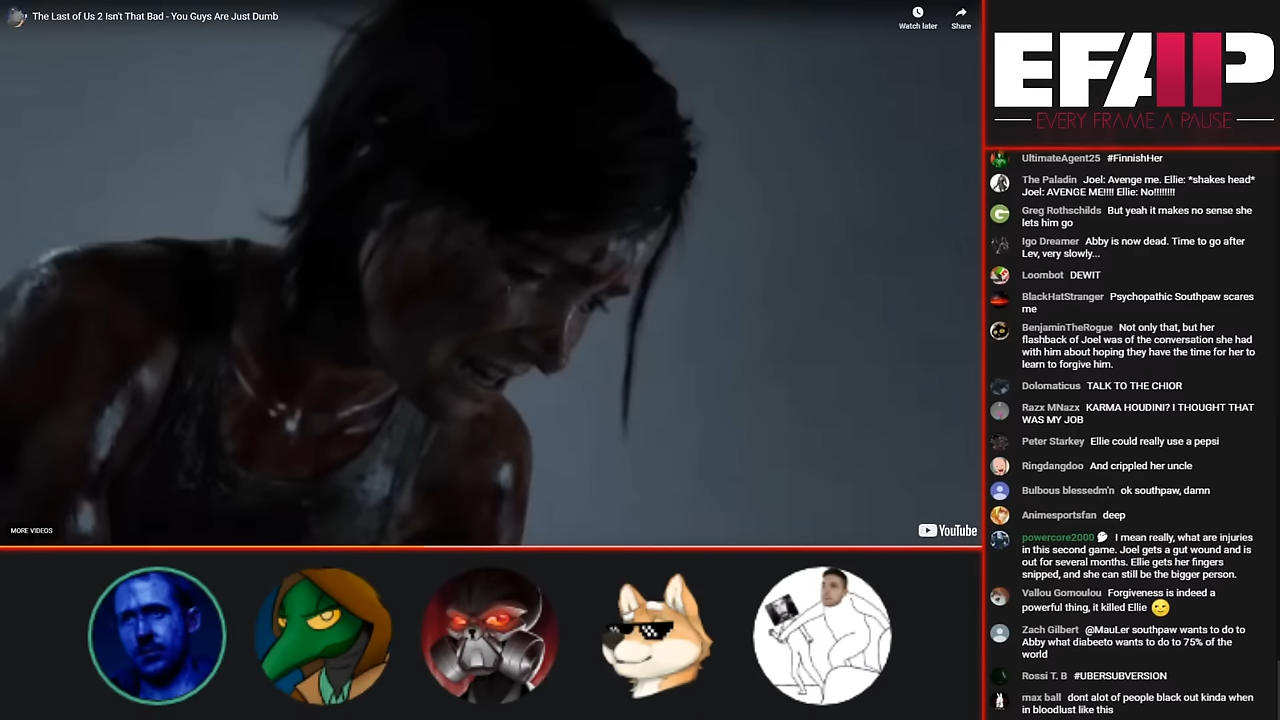 The Last of Us 2 Isn't That Bad - You Guys Are Just Dumb
Watch later
Share
MORE VIDEOS
YouTube
EFAP
EVERY FRAME A PAUSE
UltimateAgent25 #FinnishHer
The Paladin Joel: Avenge me. Ellie: *shakes head*
Joel: AVENGE ME!!!! Ellie: No!!!!!!!!
Greg Rothschilds But yeah it makes no sense she
lets him go
Igo Dreamer Abby is now dead. Time to go after
Lev, very slowly...
Loombot DEWIT
BlackHatStranger Psychopathic Southpaw scares
me
BenjaminTheRogue Not only that, but her
flashback of Joel was of the conversation she had
with him about hoping they have the time for her to
learn to forgive him.
Dolomaticus TALK TO THE CHIOR
Razx MNazx KARMA HOUDINI? I THOUGHT THAT
WAS MY JOB
Peter Starkey Ellie could really use a pepsi
Ringdangdoo And crippled her uncle
Bulbous blessedm'n ok southpaw, damn
Animesportsfan deep
powercore2000 I mean really, what are injuries
in this second game. Joel gets a gut wound and is
out for several months. Ellie gets her fingers
snipped, and she can still be the bigger person.
Vallou Gomoulou Forgiveness is indeed a
powerful thing, it killed Ellie 😉
Zach Gilbert @MauLer southpaw wants to do to
Abby what diabeeto wants to do to 75% of the
world
Rossi T. B #UBERSUBVERSION
max ball dont alot of people black out kinda when
in bloodlust like this